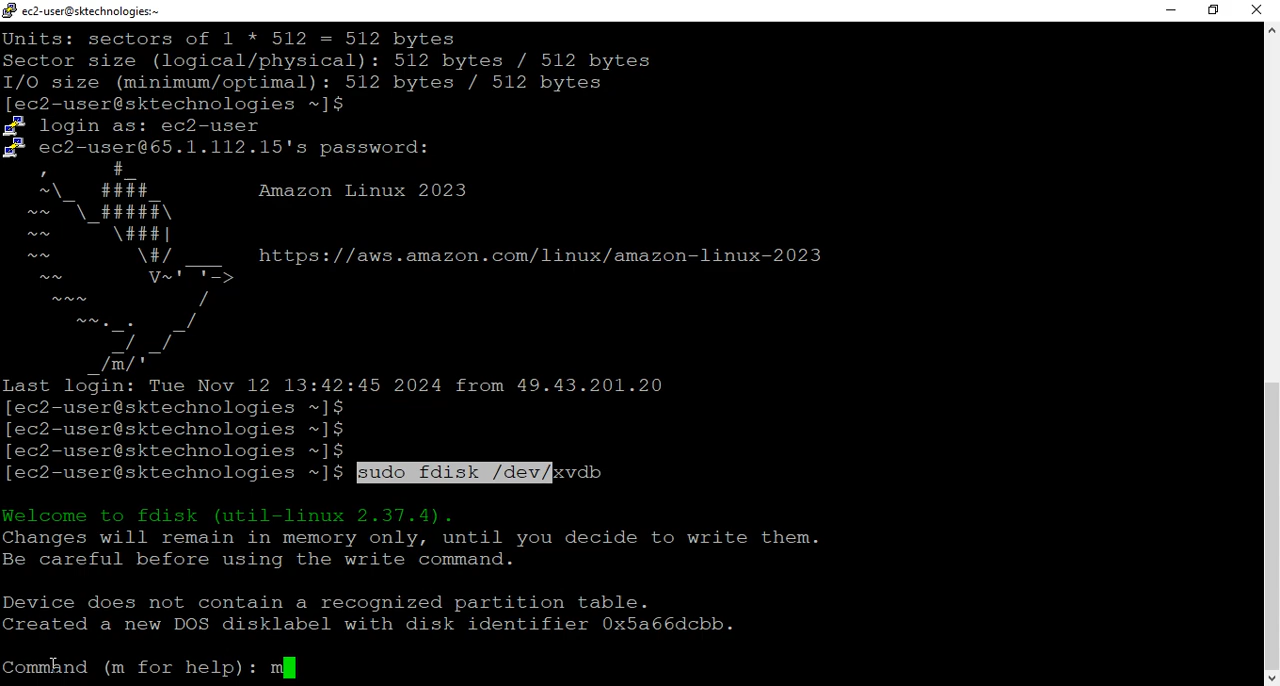 ec2-user@sktechnologies:~
Units: sectors of 1 * 512 = 512 bytes
Sector size (logical/physical): 512 bytes / 512 bytes
I/O size (minimum/optimal): 512 bytes / 512 bytes
[ec2-user@sktechnologies ~]$
login as: ec2-user
ec2-user@65.1.112.15's password:
   ,     #_
   ~\_  ####_        Amazon Linux 2023
  ~~  \_#####\
  ~~     \###|
  ~~       \#/ ___   https://aws.amazon.com/linux/amazon-linux-2023
   ~~       V~' '->
    ~~~         /
      ~~._.   _/
         _/ _/
       _/m/'
Last login: Tue Nov 12 13:42:45 2024 from 49.43.201.20
[ec2-user@sktechnologies ~]$
[ec2-user@sktechnologies ~]$
[ec2-user@sktechnologies ~]$
[ec2-user@sktechnologies ~]$ sudo fdisk /dev/xvdb
Welcome to fdisk (util-linux 2.37.4).
Changes will remain in memory only, until you decide to write them.
Be careful before using the write command.
Device does not contain a recognized partition table.
Created a new DOS disklabel with disk identifier 0x5a66dcbb.
Command (m for help): m